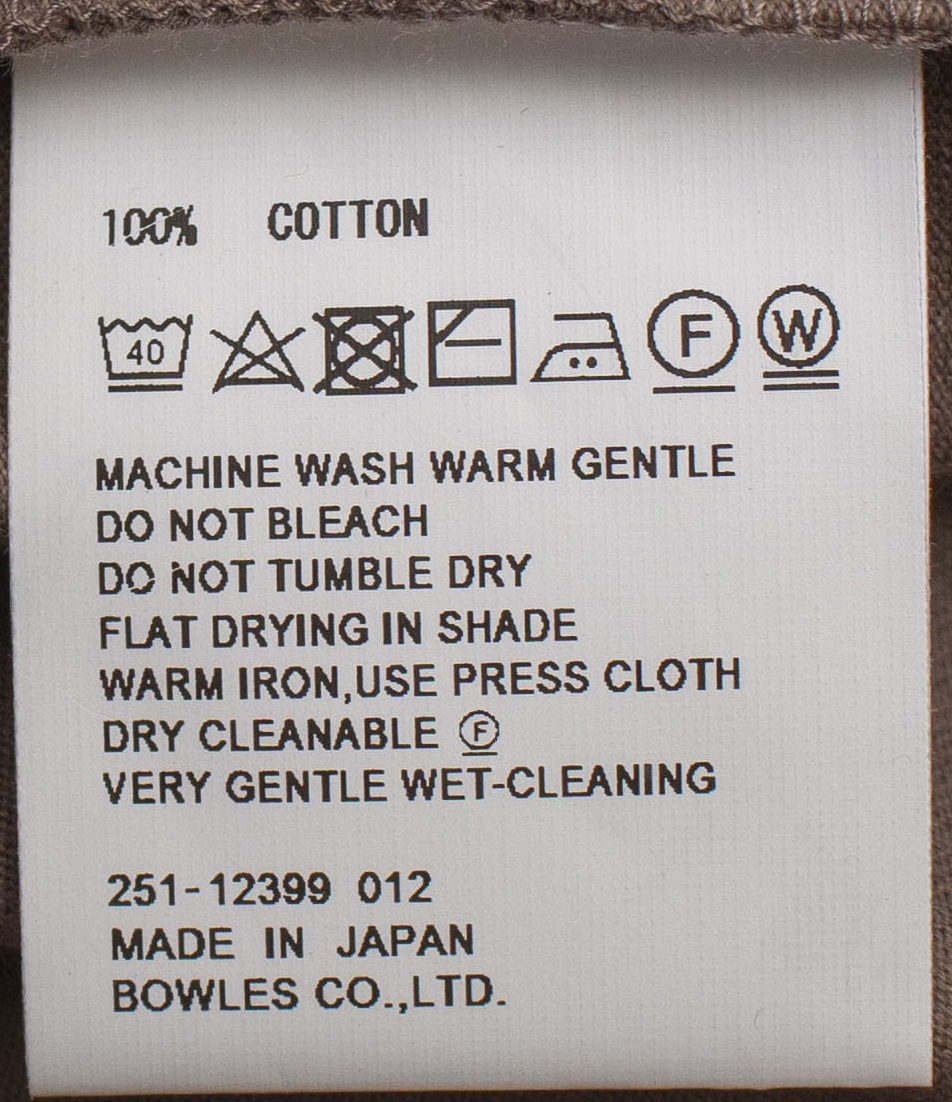 100% COTTON
40 F W
MACHINE WASH WARM GENTLE
DO NOT BLEACH
DO NOT TUMBLE DRY
FLAT DRYING IN SHADE
WARM IRON,USE PRESS CLOTH
DRY CLEANABLE Ⓕ
VERY GENTLE WET-CLEANING
251-12399 012
MADE IN JAPAN
BOWLES CO.,LTD.